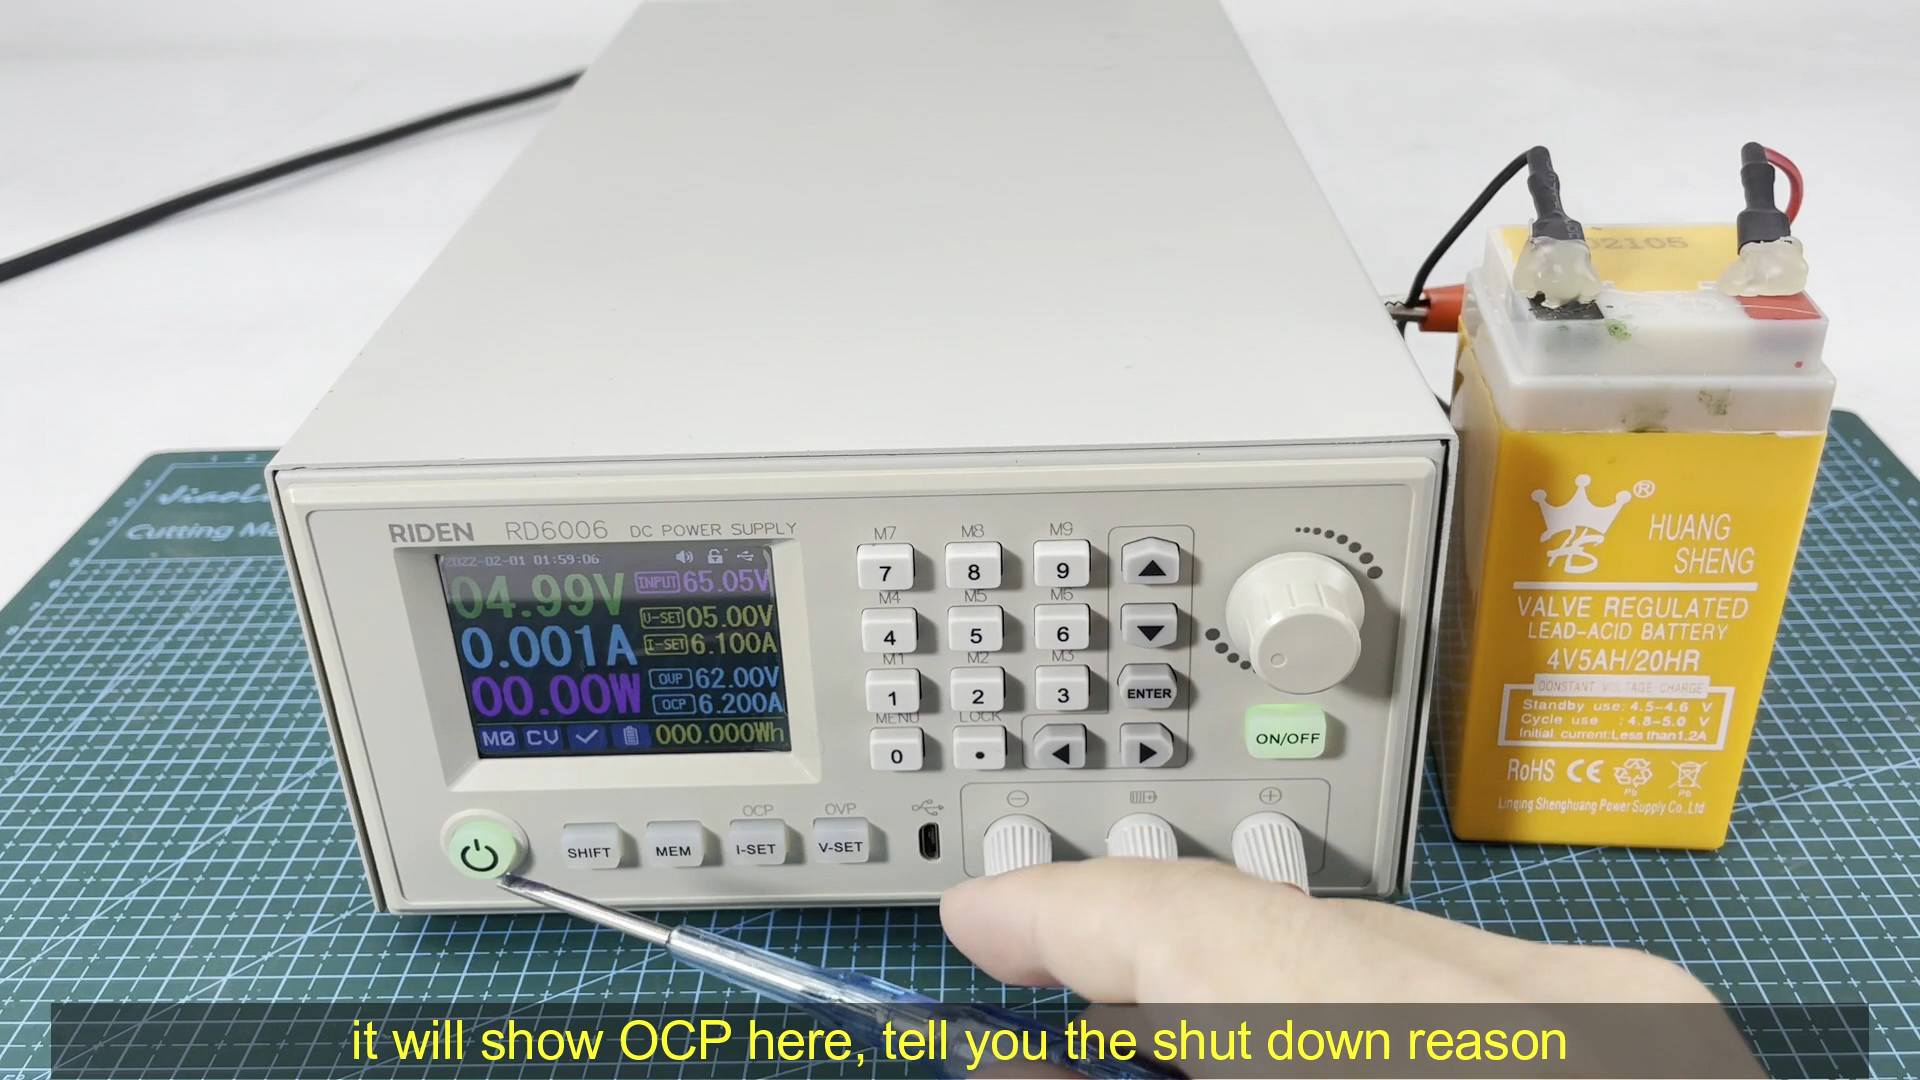 02105
Cutting
RIDEN RD6006 DC POWER SUPPLY
2022-02-01 01:59:06
04.99V
INPUT 65.05V
V-SET 05.00V
0.001A
I-SET 6.100A
00.00W
OVP 62.00V
OCP 6.200A
M0 CV 000.000Wh
M7 M8 M9
7 8 9
M4 M5 M6
4 5 6
M1 M2 M3
1 2 3 ENTER
MENU LOCK
0 .
ON/OFF
OCP OVP
SHIFT MEM I-SET V-SET
HS ®
HUANG
SHENG
VALVE REGULATED
LEAD-ACID BATTERY
4V5AH/20HR
CONSTANT VOLTAGE CHARGE
Standby use: 4.5-4.6 V
Cycle use : 4.8-5.0 V
Initial current:Less than1.2A
RoHS CE Pb Pb
Linqing Shenghuang Power Supply Co.,Ltd
it will show OCP here, tell you the shut down reason